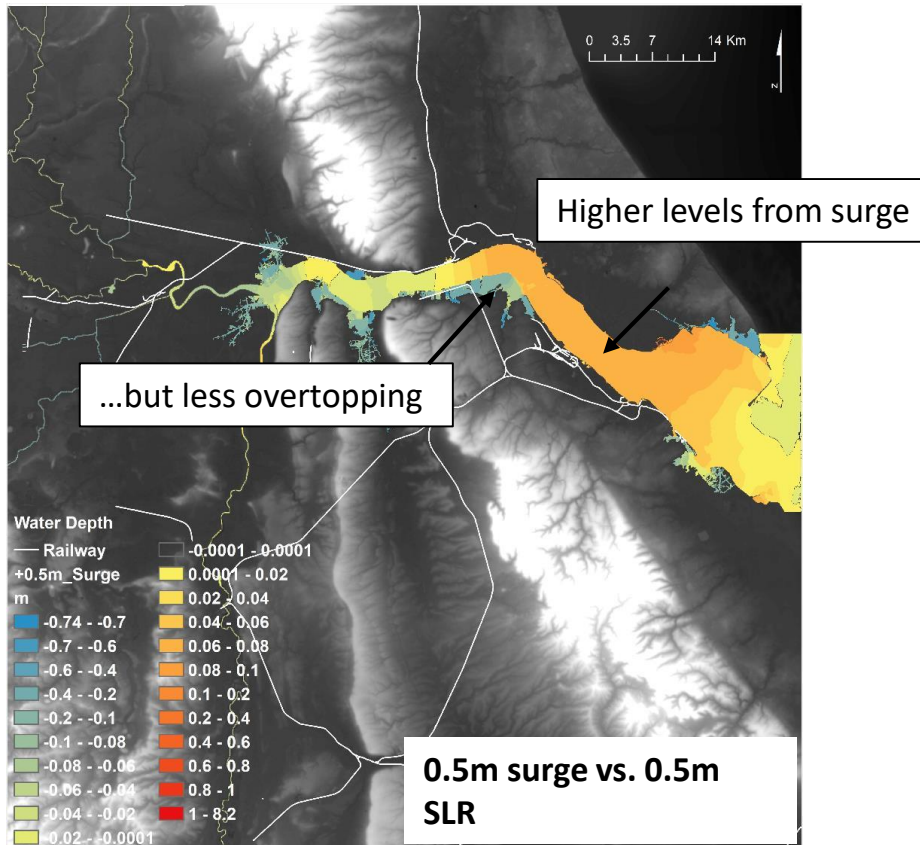 0 3.5 7 14 Km
z
Higher levels from surge
...but less overtopping
Water Depth
Railway
+0.5m_Surge
m
-0.74 - -0.7
-0.7 - -0.6
-0.6 - -0.4
-0.4 - -0.2
-0.2 - -0.1
-0.1 - -0.08
-0.08 - -0.06
-0.06 - -0.04
-0.04 - -0.02
-0.02 - -0.0001
-0.0001 - 0.0001
0.0001 - 0.02
0.02 - 0.04
0.04 - 0.06
0.06 - 0.08
0.08 - 0.1
0.1 - 0.2
0.2 - 0.4
0.4 - 0.6
0.6 - 0.8
0.8 - 1
1 - 8.2
0.5m surge vs. 0.5m
SLR